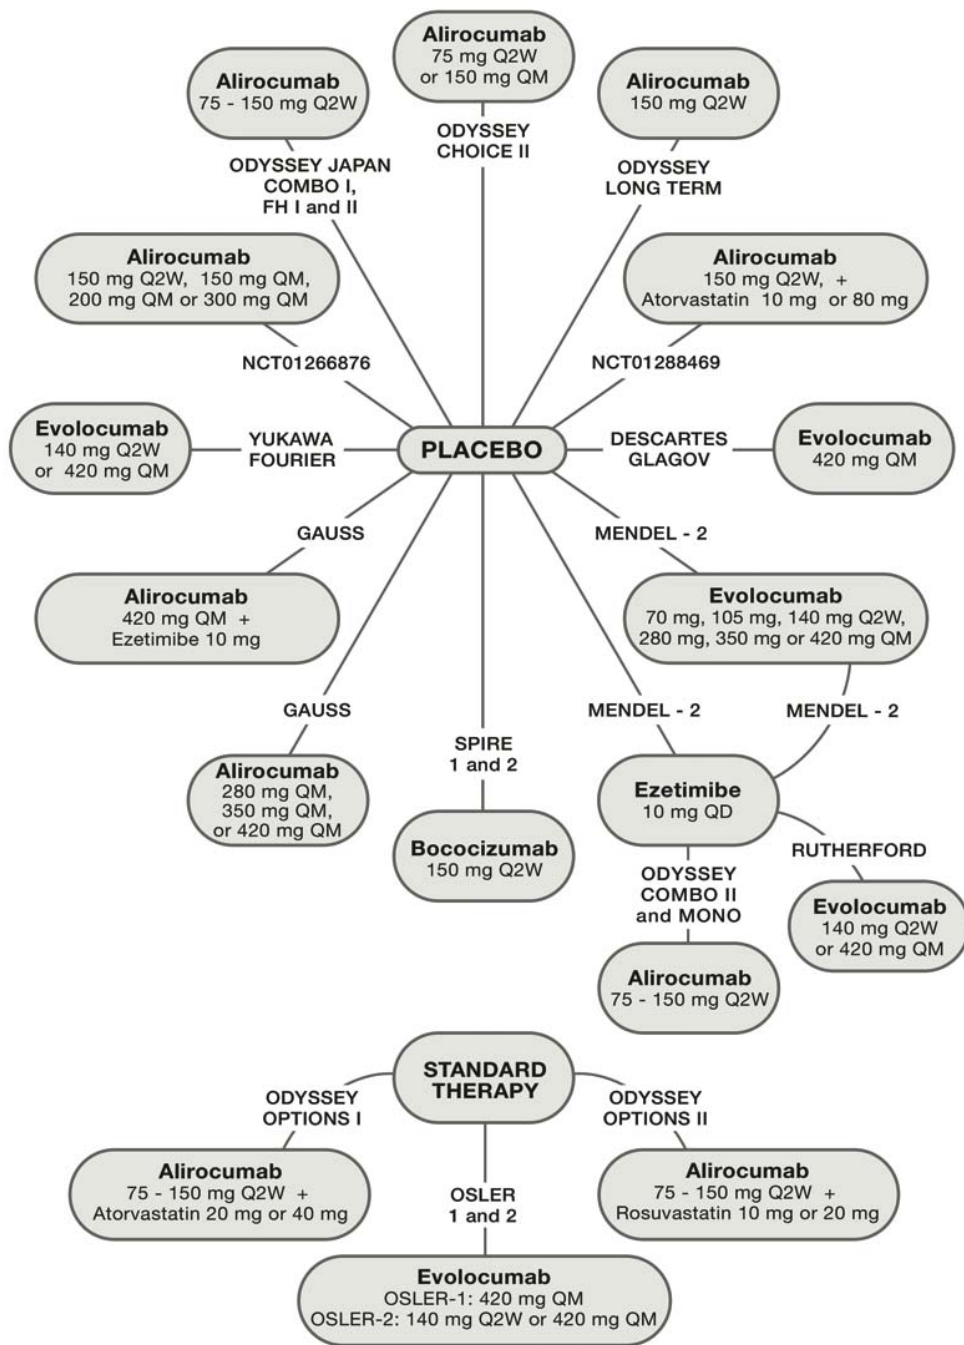 Alirocumab
75 mg Q2W
or 150 mg QM
Alirocumab
75 - 150 mg Q2W
Alirocumab
150 mg Q2W
ODYSSEY
CHOICE II
ODYSSEY JAPAN
COMBO I,
FH I and II
ODYSSEY
LONG TERM
Alirocumab
150 mg Q2W, 150 mg QM,
200 mg QM or 300 mg QM
Alirocumab
150 mg Q2W, +
Atorvastatin 10 mg or 80 mg
NCT01266876
NCT01288469
Evolocumab
140 mg Q2W
or 420 mg QM
YUKAWA
FOURIER
PLACEBO
DESCARTES
GLAGOV
Evolocumab
420 mg QM
GAUSS
MENDEL - 2
Alirocumab
420 mg QM +
Ezetimibe 10 mg
Evolocumab
70 mg, 105 mg, 140 mg Q2W,
280 mg, 350 mg or 420 mg QM
GAUSS
MENDEL - 2
MENDEL - 2
SPIRE
1 and 2
Alirocumab
280 mg QM,
350 mg QM,
or 420 mg QM
Ezetimibe
10 mg QD
Bococizumab
150 mg Q2W
RUTHERFORD
ODYSSEY
COMBO II
and MONO
Evolocumab
140 mg Q2W
or 420 mg QM
Alirocumab
75 - 150 mg Q2W
STANDARD
THERAPY
ODYSSEY
OPTIONS I
ODYSSEY
OPTIONS II
Alirocumab
75 - 150 mg Q2W +
Atorvastatin 20 mg or 40 mg
OSLER
1 and 2
Alirocumab
75 - 150 mg Q2W +
Rosuvastatin 10 mg or 20 mg
Evolocumab
OSLER-1: 420 mg QM
OSLER-2: 140 mg Q2W or 420 mg QM